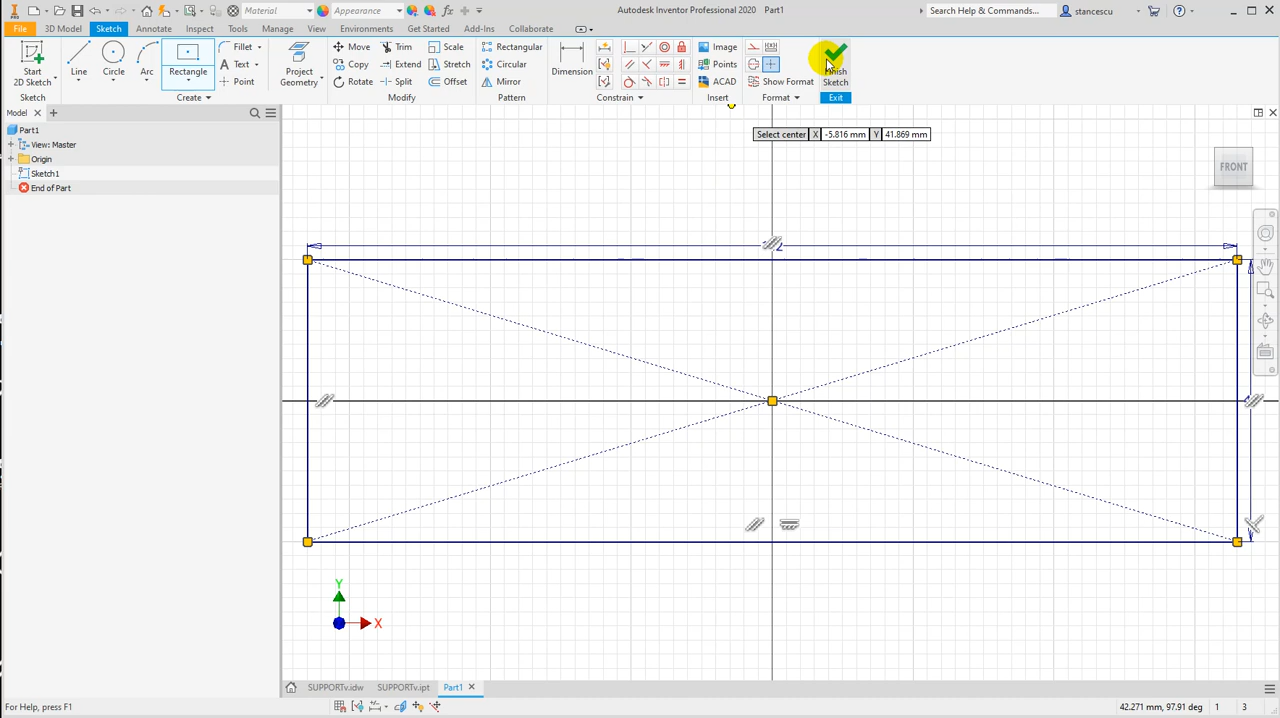 Material
Appearance
Autodesk Inventor Professional 2020 Part1
Search Help & Commands...
stancescu
File 3D Model Sketch Annotate Inspect Tools Manage View Environments Get Started Add-Ins Collaborate
Start
2D Sketch
Line
Circle
Arc
Rectangle
Fillet
Text
Point
Project
Geometry
Move
Copy
Rotate
Trim
Extend
Split
Scale
Stretch
Offset
Rectangular
Circular
Mirror
Dimension
Image
Points
ACAD
Show Format
Finish
Sketch
Sketch
Create
Modify
Pattern
Constrain
Insert
Format
Exit
Model
Part1
View: Master
Origin
Sketch1
End of Part
Select center X -5.816 mm Y 41.869 mm
FRONT
Y
X
SUPPORTv.idw SUPPORTv.ipt Part1
For Help, press F1
42.271 mm, 97.91 deg 1 3